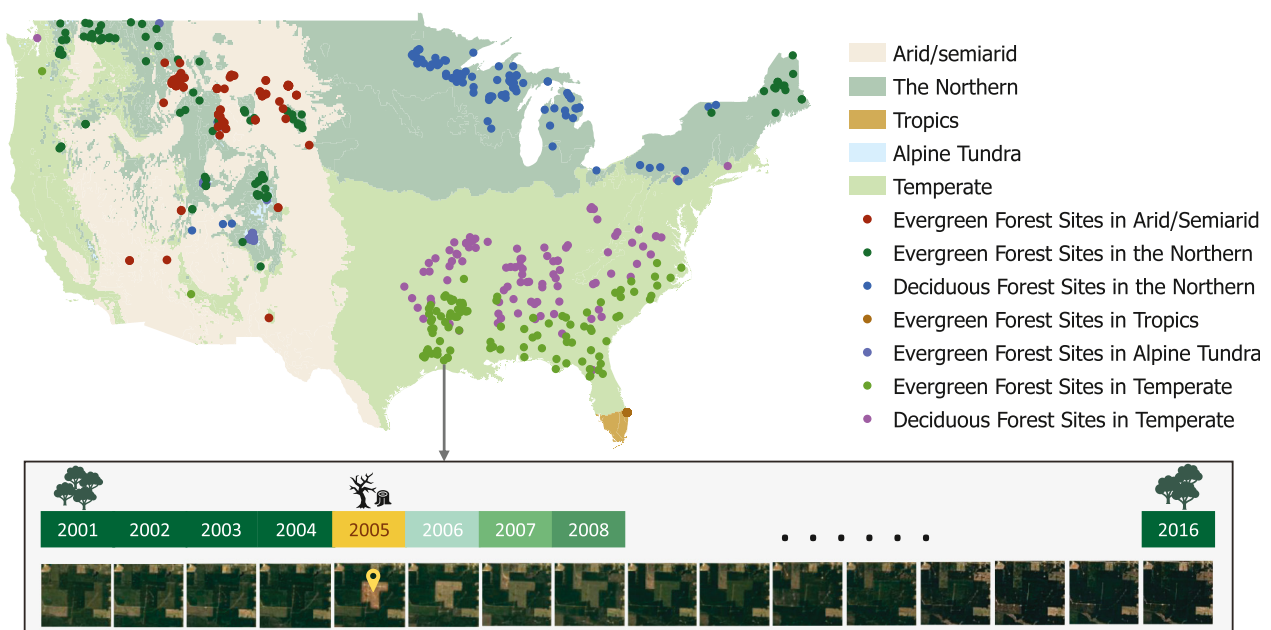 Arid/semiarid
The Northern
Tropics
Alpine Tundra
Temperate
Evergreen Forest Sites in Arid/Semiarid
Evergreen Forest Sites in the Northern
Deciduous Forest Sites in the Northern
Evergreen Forest Sites in Tropics
Evergreen Forest Sites in Alpine Tundra
Evergreen Forest Sites in Temperate
Deciduous Forest Sites in Temperate
2001 2002 2003 2004 2005 2006 2007 2008 . . . . . . 2016